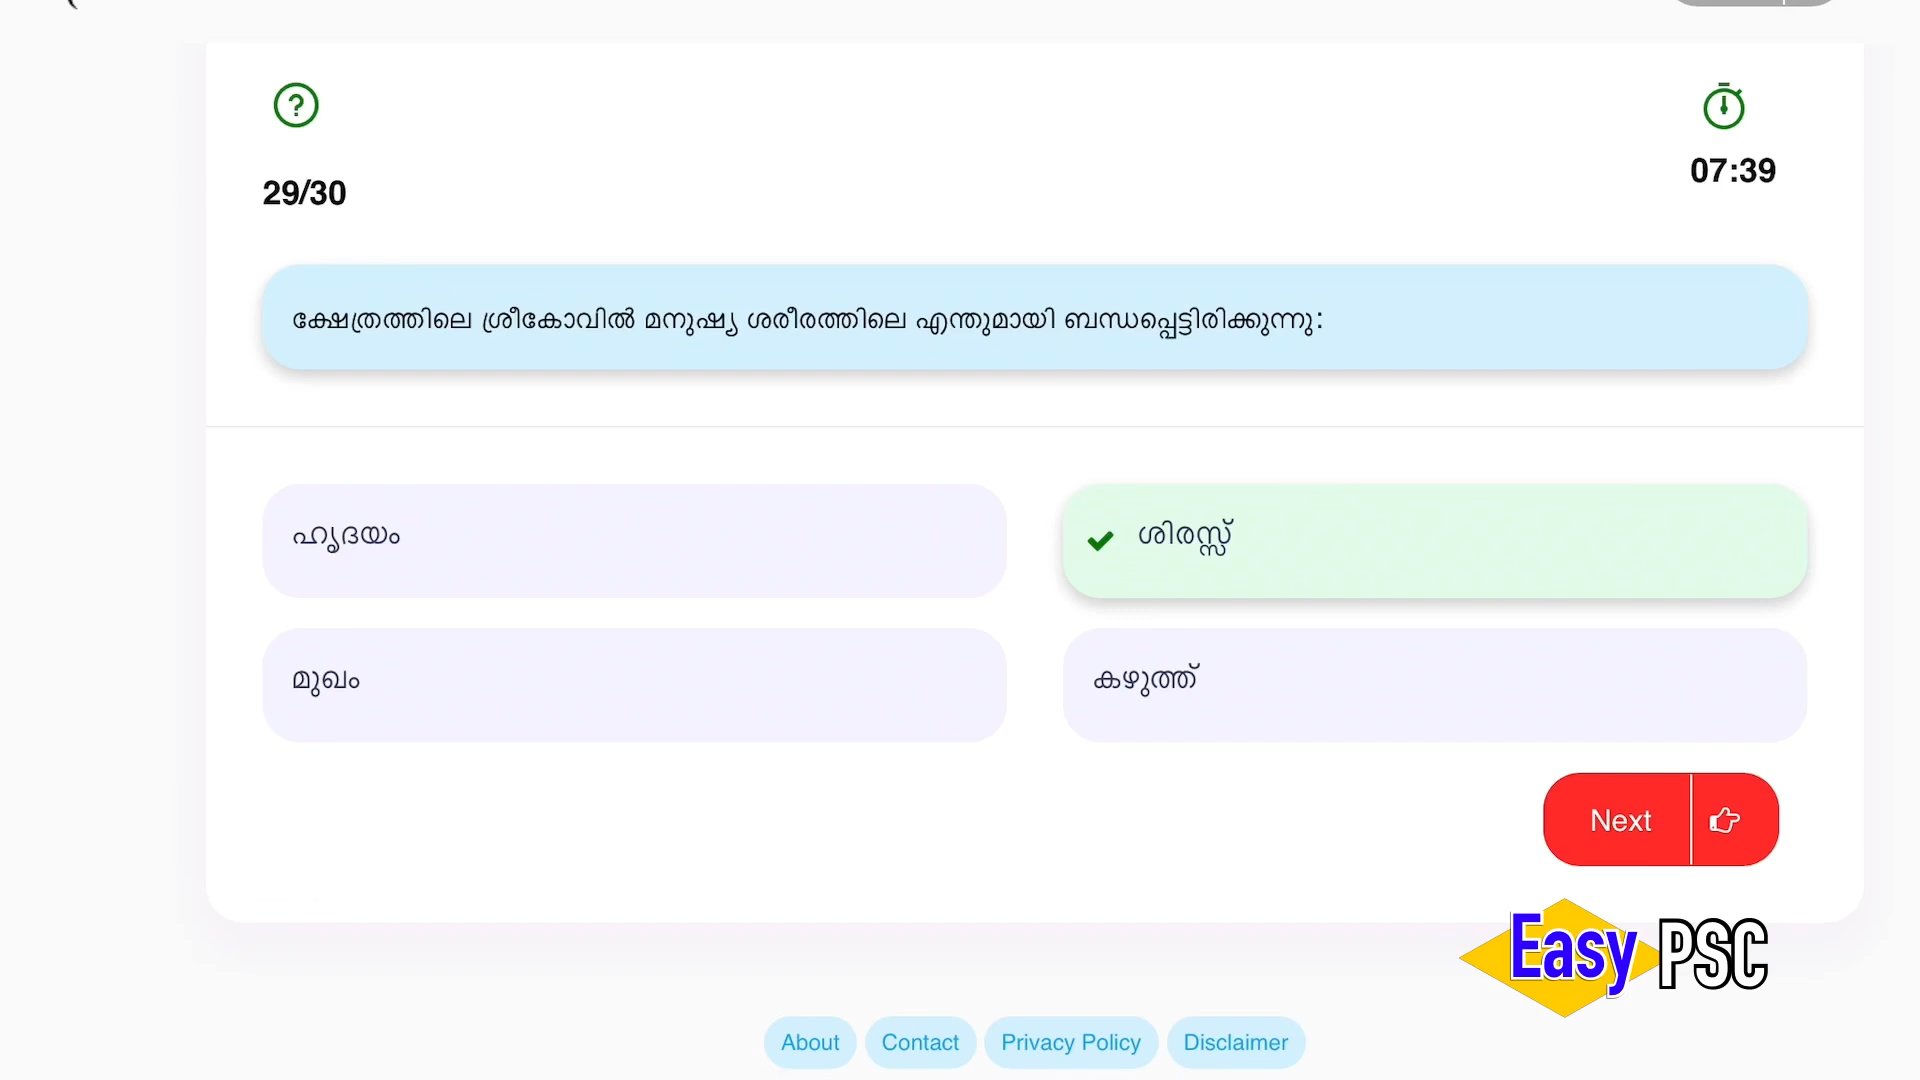 ?
29/30
07:39
ക്ഷേത്രത്തിലെ ശ്രീകോവിൽ മനുഷ്യ ശരീരത്തിലെ എന്തുമായി ബന്ധപ്പെട്ടിരിക്കുന്നു:
ഹൃദയം
ശിരസ്സ്
മുഖം
കഴുത്ത്
Next
Easy PSC
About Contact Privacy Policy Disclaimer